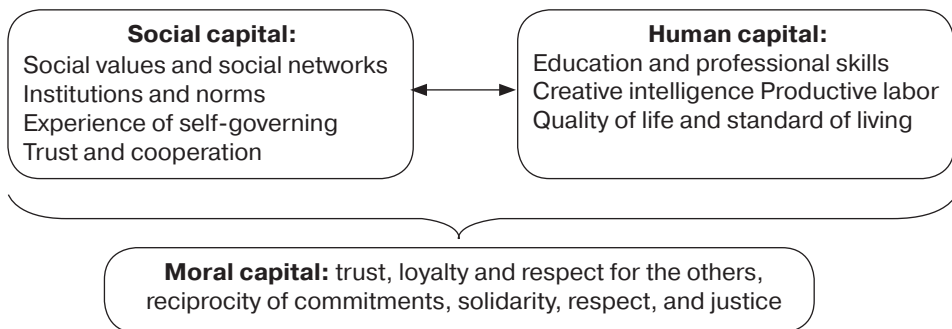 Social capital:
Social values and social networks
Institutions and norms
Experience of self-governing
Trust and cooperation
Human capital:
Education and professional skills
Creative intelligence Productive labor
Quality of life and standard of living
Moral capital: trust, loyalty and respect for the others,
reciprocity of commitments, solidarity, respect, and justice